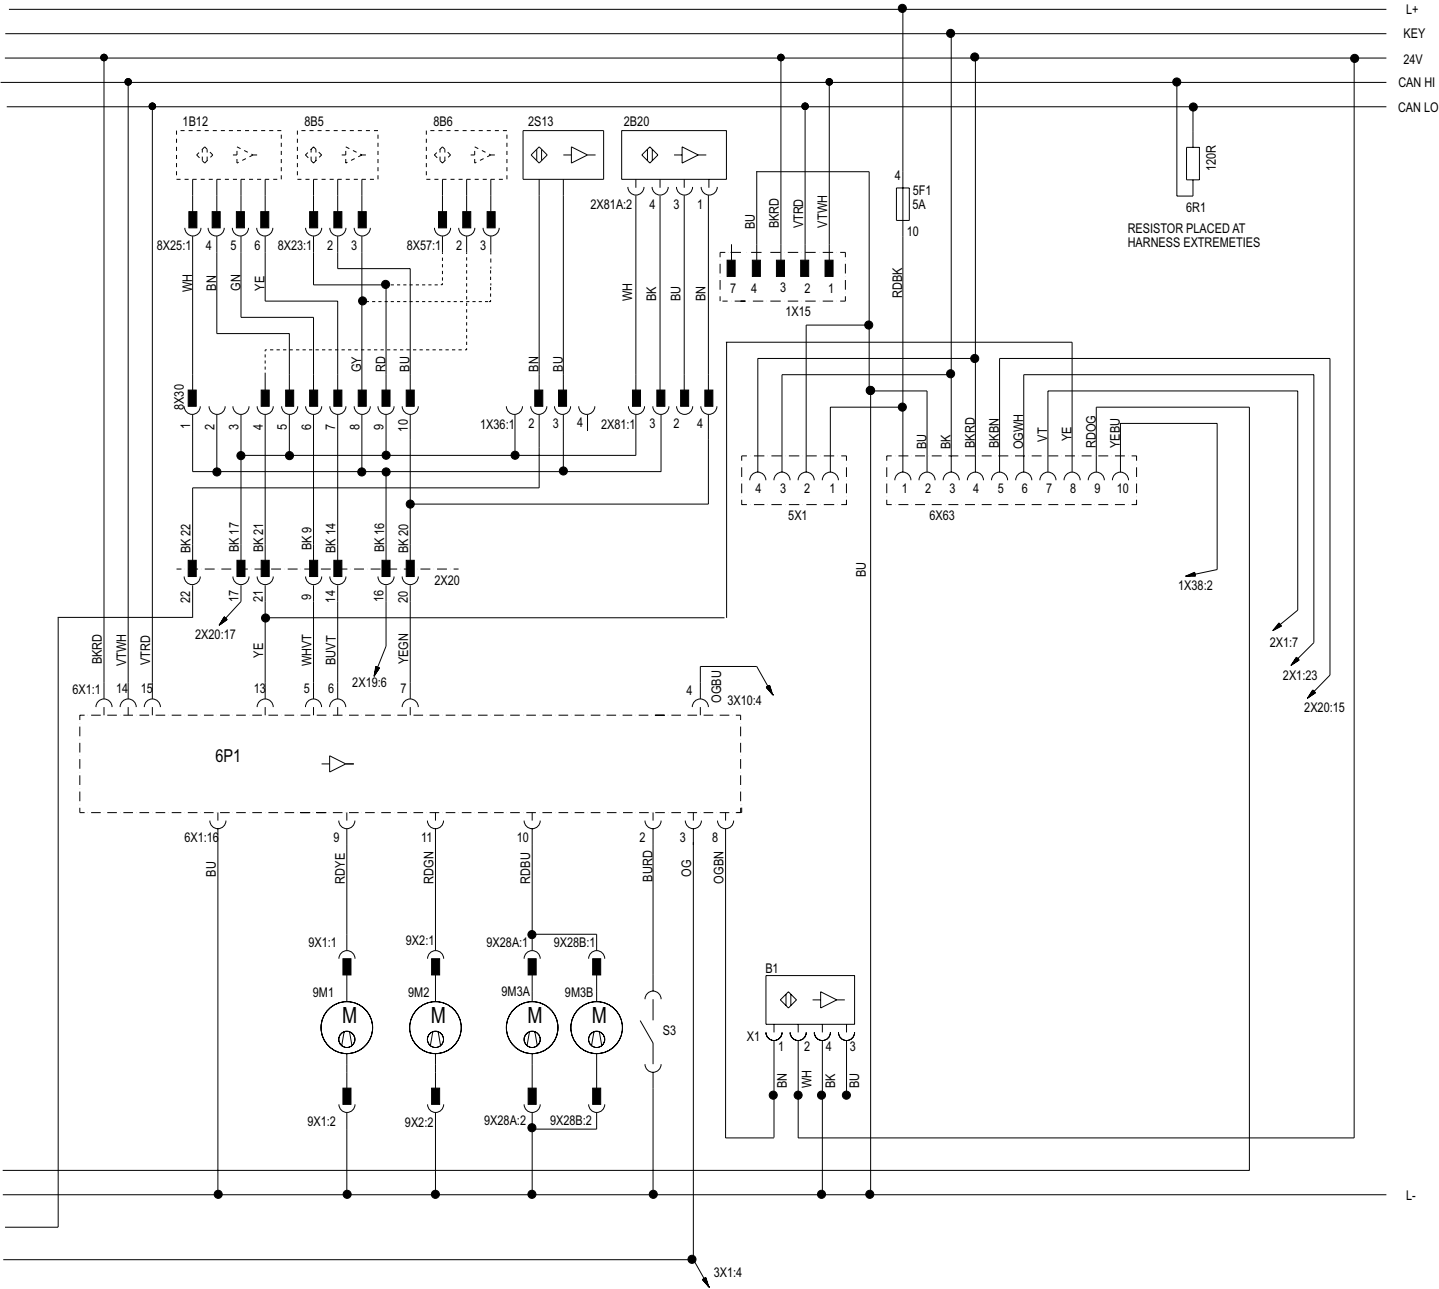 L+
KEY
24V
CAN HI
CAN LO
1B12
8B5
8B6
2S13
2B20
120R
6R1
RESISTOR PLACED AT
HARNESS EXTREMETIES
4
5F1
5A
10
RDBK
2X81A:2 4 3 1
8X25:1 4 5 6
8X23:1 2 3
8X57:1 2 3
BU BKRD VTRD VTWH
7 4 3 2 1
1X15
WH BN GN YE
WH BK BU BN
GY RD BU
BN BU
8X30
1 2 3 4 5 6 7 8 9 10
1X36:1 2 3 4
2X81:1 3 2 4
BU BK BKRD BKBN OGWH VT YE RDOG YEBU
4 3 2 1
5X1
1 2 3 4 5 6 7 8 9 10
6X63
BK 22 BK 17 BK 21 BK 9 BK 14 BK 16 BK 20
2X20
22 17 21 9 14 16 20
BU
1X38:2
2X20:17
2X19:6
2X1:7
2X1:23
2X20:15
BKRD VTWH VTRD YE WHVT BUVT YEGN
6X1:1 14 15 13 5 6 7 4
OGBU
3X10:4
6P1
6X1:16 9 11 10 2 3 8
BU RDYE RDGN RDBU BURD OG OGBN
9X1:1 9X2:1 9X28A:1 9X28B:1
9M1 9M2 9M3A 9M3B
M M M M
S3
B1
X1 1 2 4 3
BN WH BK BU
9X1:2 9X2:2 9X28A:2 9X28B:2
L-
3X1:4